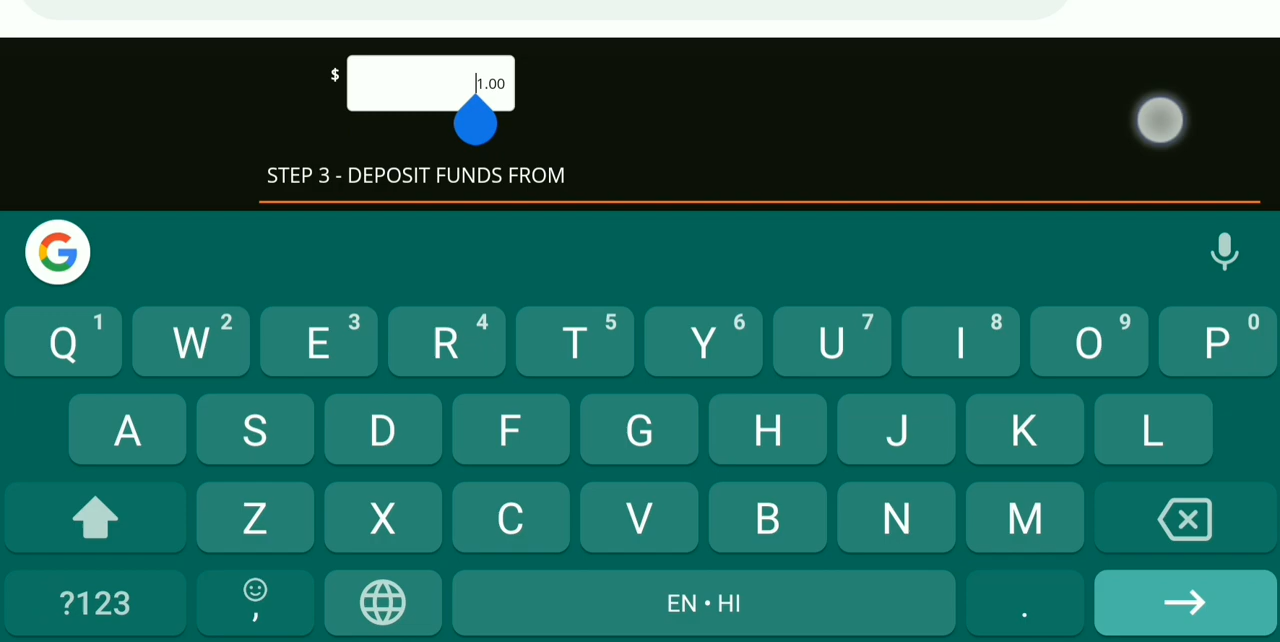 $ 1.00
STEP 3 - DEPOSIT FUNDS FROM
G
Q 1 W 2 E 3 R 4 T 5 Y 6 U 7 I 8 O 9 P 0
A S D F G H J K L
Z X C V B N M
?123 , EN • HI .